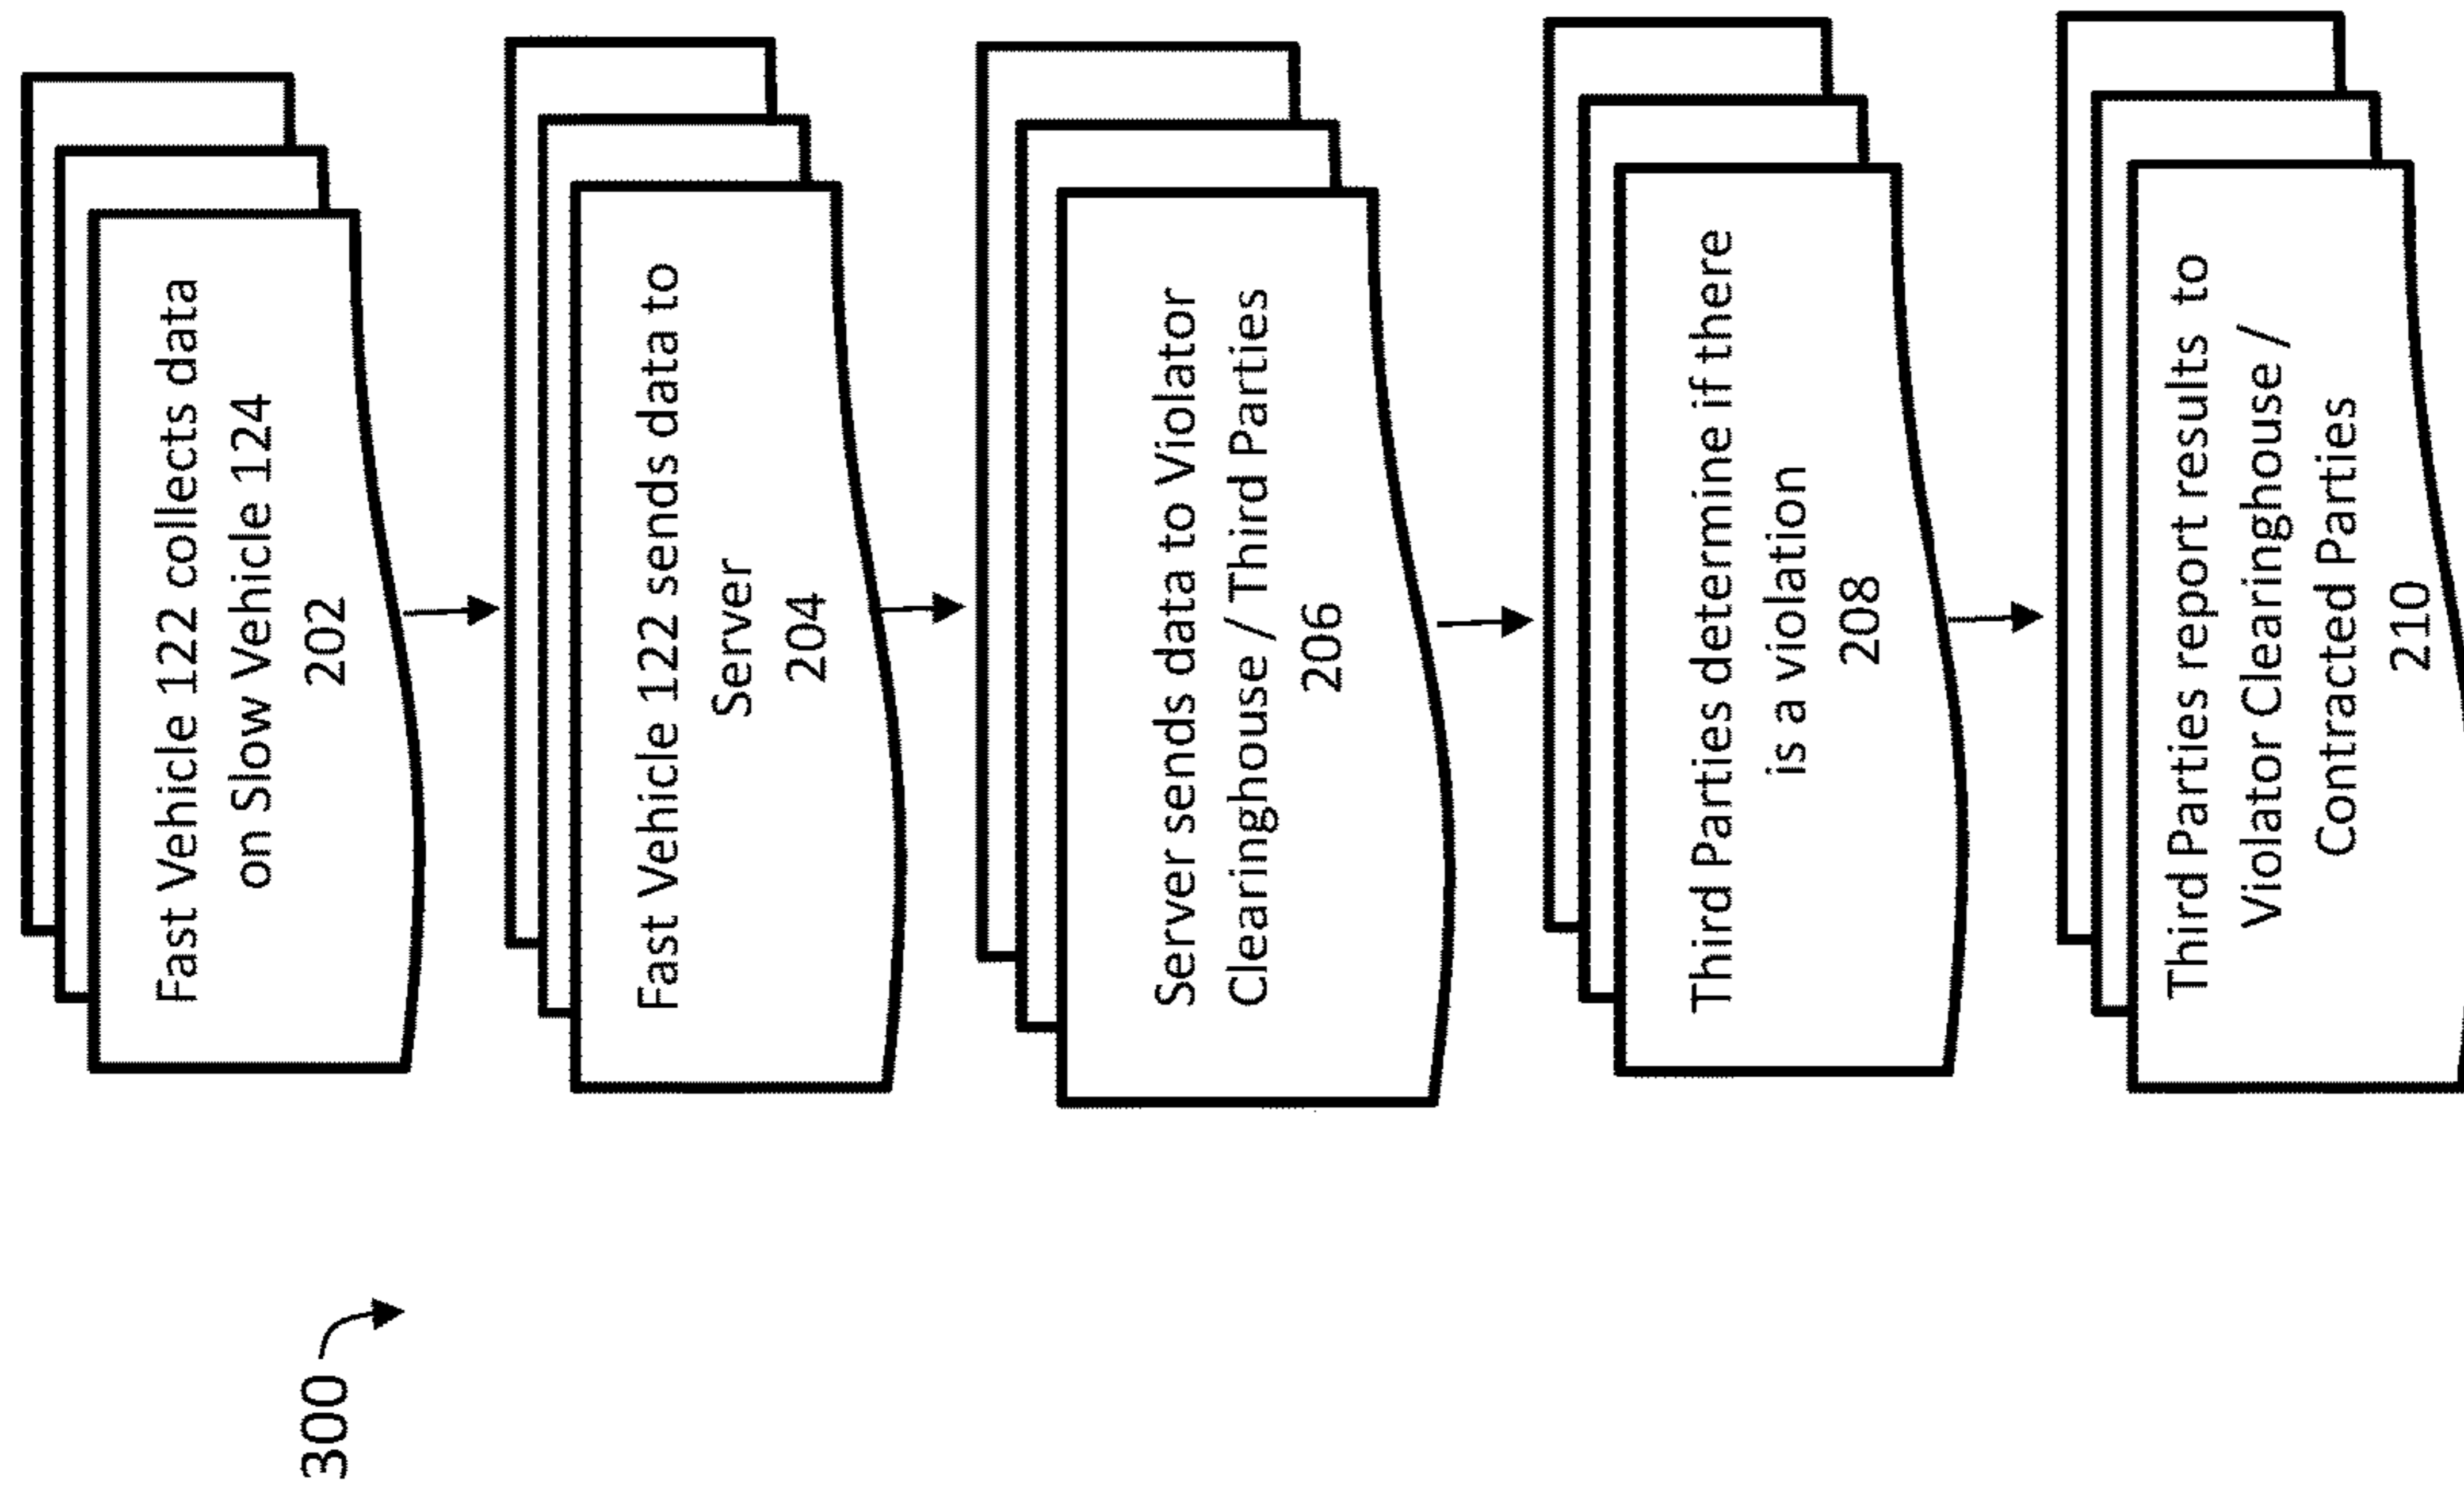 300
Fast Vehicle 122 collects data
on Slow Vehicle 124
202
Fast Vehicle 122 sends data to
Server
204
Server sends data to Violator
Clearinghouse / Third Parties
206
Third Parties determine if there
is a violation
208
Third Parties report results to
Violator Clearinghouse /
Contracted Parties
210